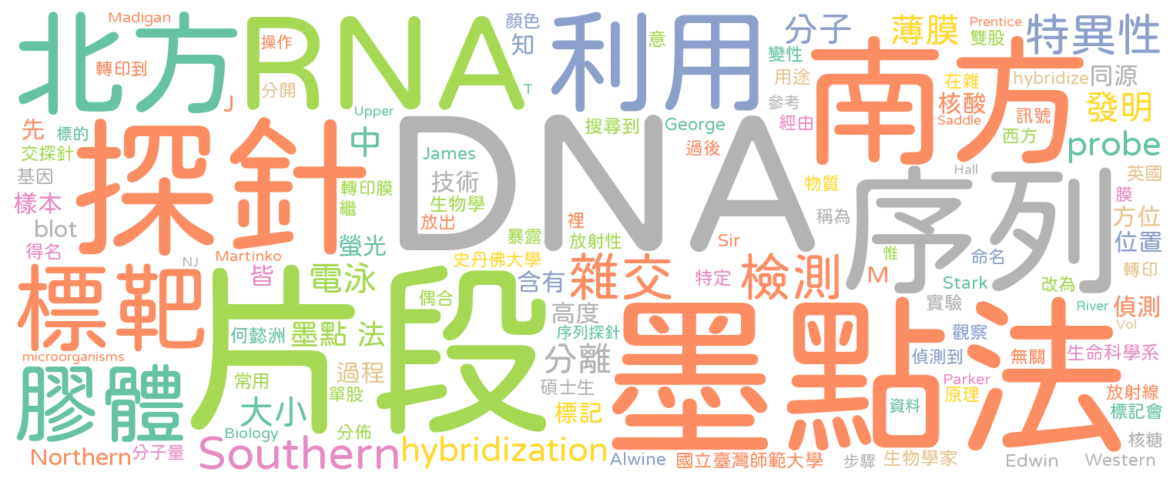 Madigan
北方
RNA
操作
顏色
知
利用
意
分子
薄膜
Prentice
雙股
特異性
轉印到
分開
J
T
Upper
變性
用途
參考
在雜
hybridize
同源
核酸
Saddle
訊號
發明
南方
先
標的
交探針
基因
樣本
blot
得名
探針
中
轉印膜
繼
螢光
DNA
James
技術
生物學
放出
搜尋到
George
過後
經由
西方
probe
物質
Hall
英國
膜
方位
位置
稱為
序列
暴露
裡
放射性
Sir
史丹佛大學
惟
命名
轉印
NJ
Martinko
皆
電泳
含有
雜交
特定
檢測
M
Stark
改為
標靶
偶合
高度
序列探針
實驗
River
偵測
Vol
何懿洲
墨點 法
片段
墨點法
觀察
偵測到
無關
生命科學系
microorganisms
膠體
常用
過程
單股
分離
碩士生
Parker
原理
放射線
資料
標記會
大小
標記
Biology
分佈
核糖
Northern
分子量
Southern
hybridization
Alwine
國立臺灣師範大學
步驟
生物學家
Edwin
Western